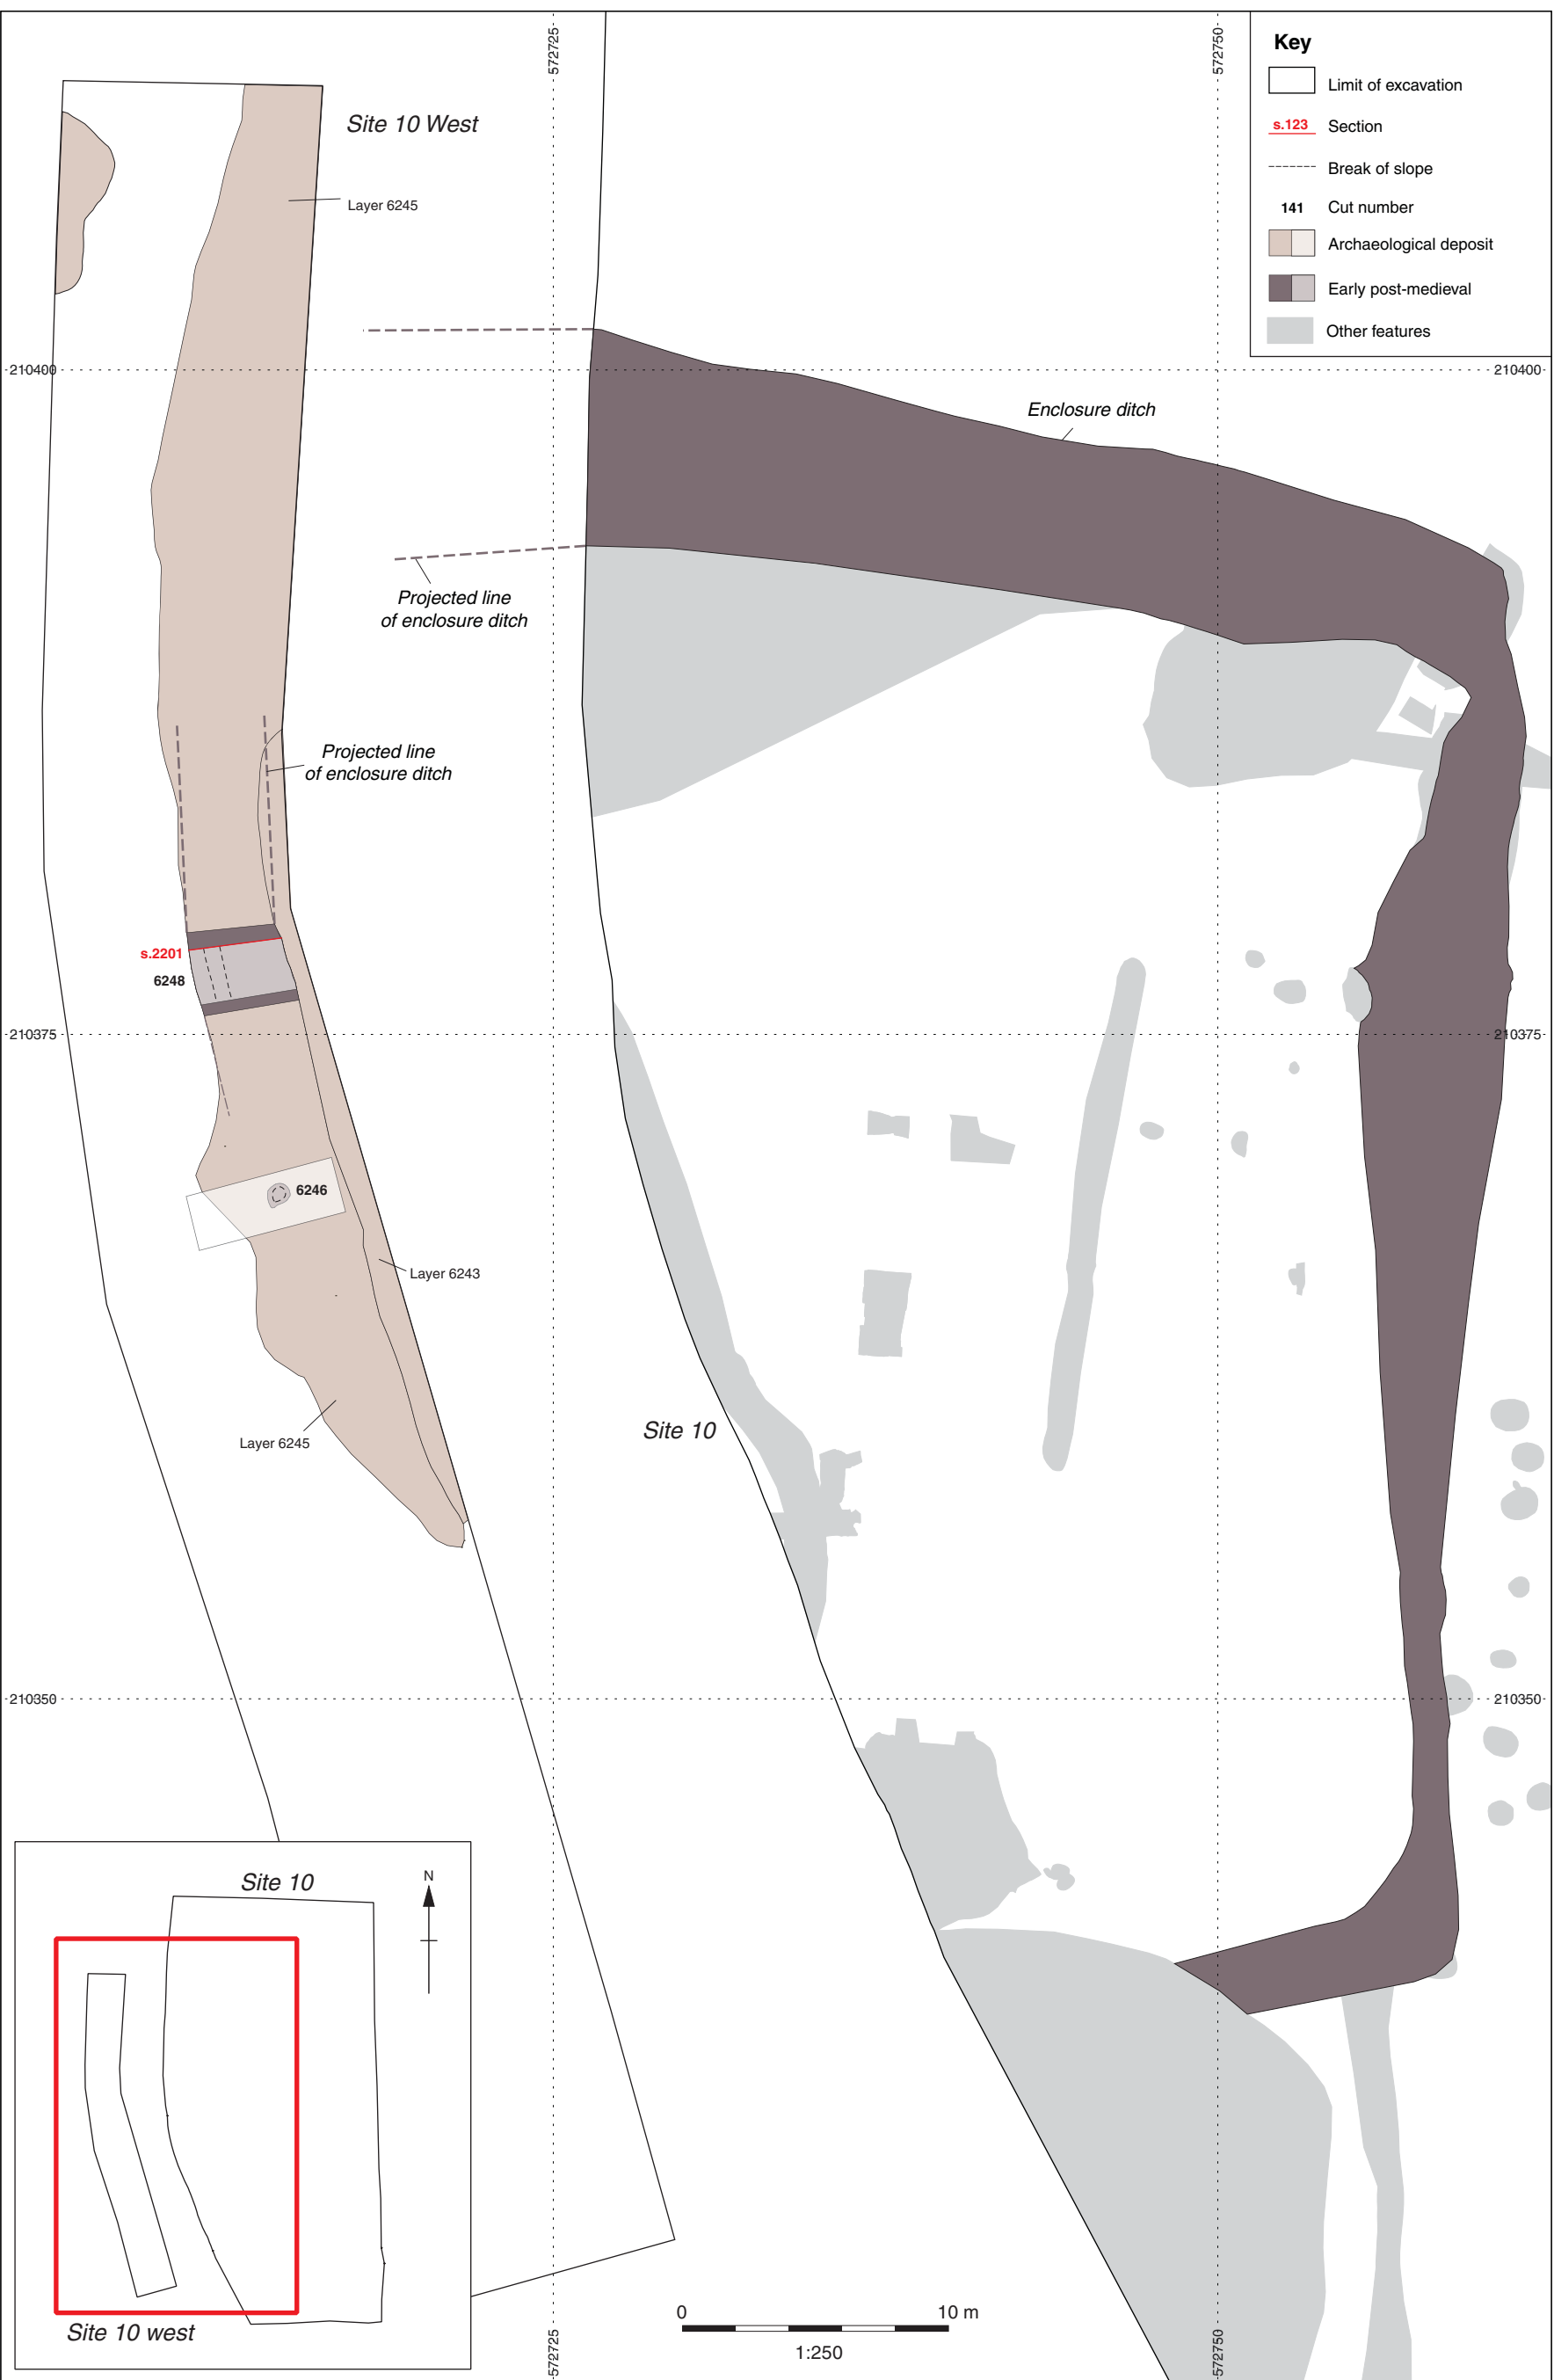 572725
572750
Key
Limit of excavation
s.123
Section
Break of slope
141
Cut number
Archaeological deposit
Early post-medieval
Other features
Site 10 West
Layer 6245
210400
210400
Enclosure ditch
Projected line
of enclosure ditch
Projected line
of enclosure ditch
s.2201
6248
210375
210375
6246
Layer 6243
Site 10
Layer 6245
210350
210350
Site 10
N
Site 10 west
0
10 m
1:250
572725
572750